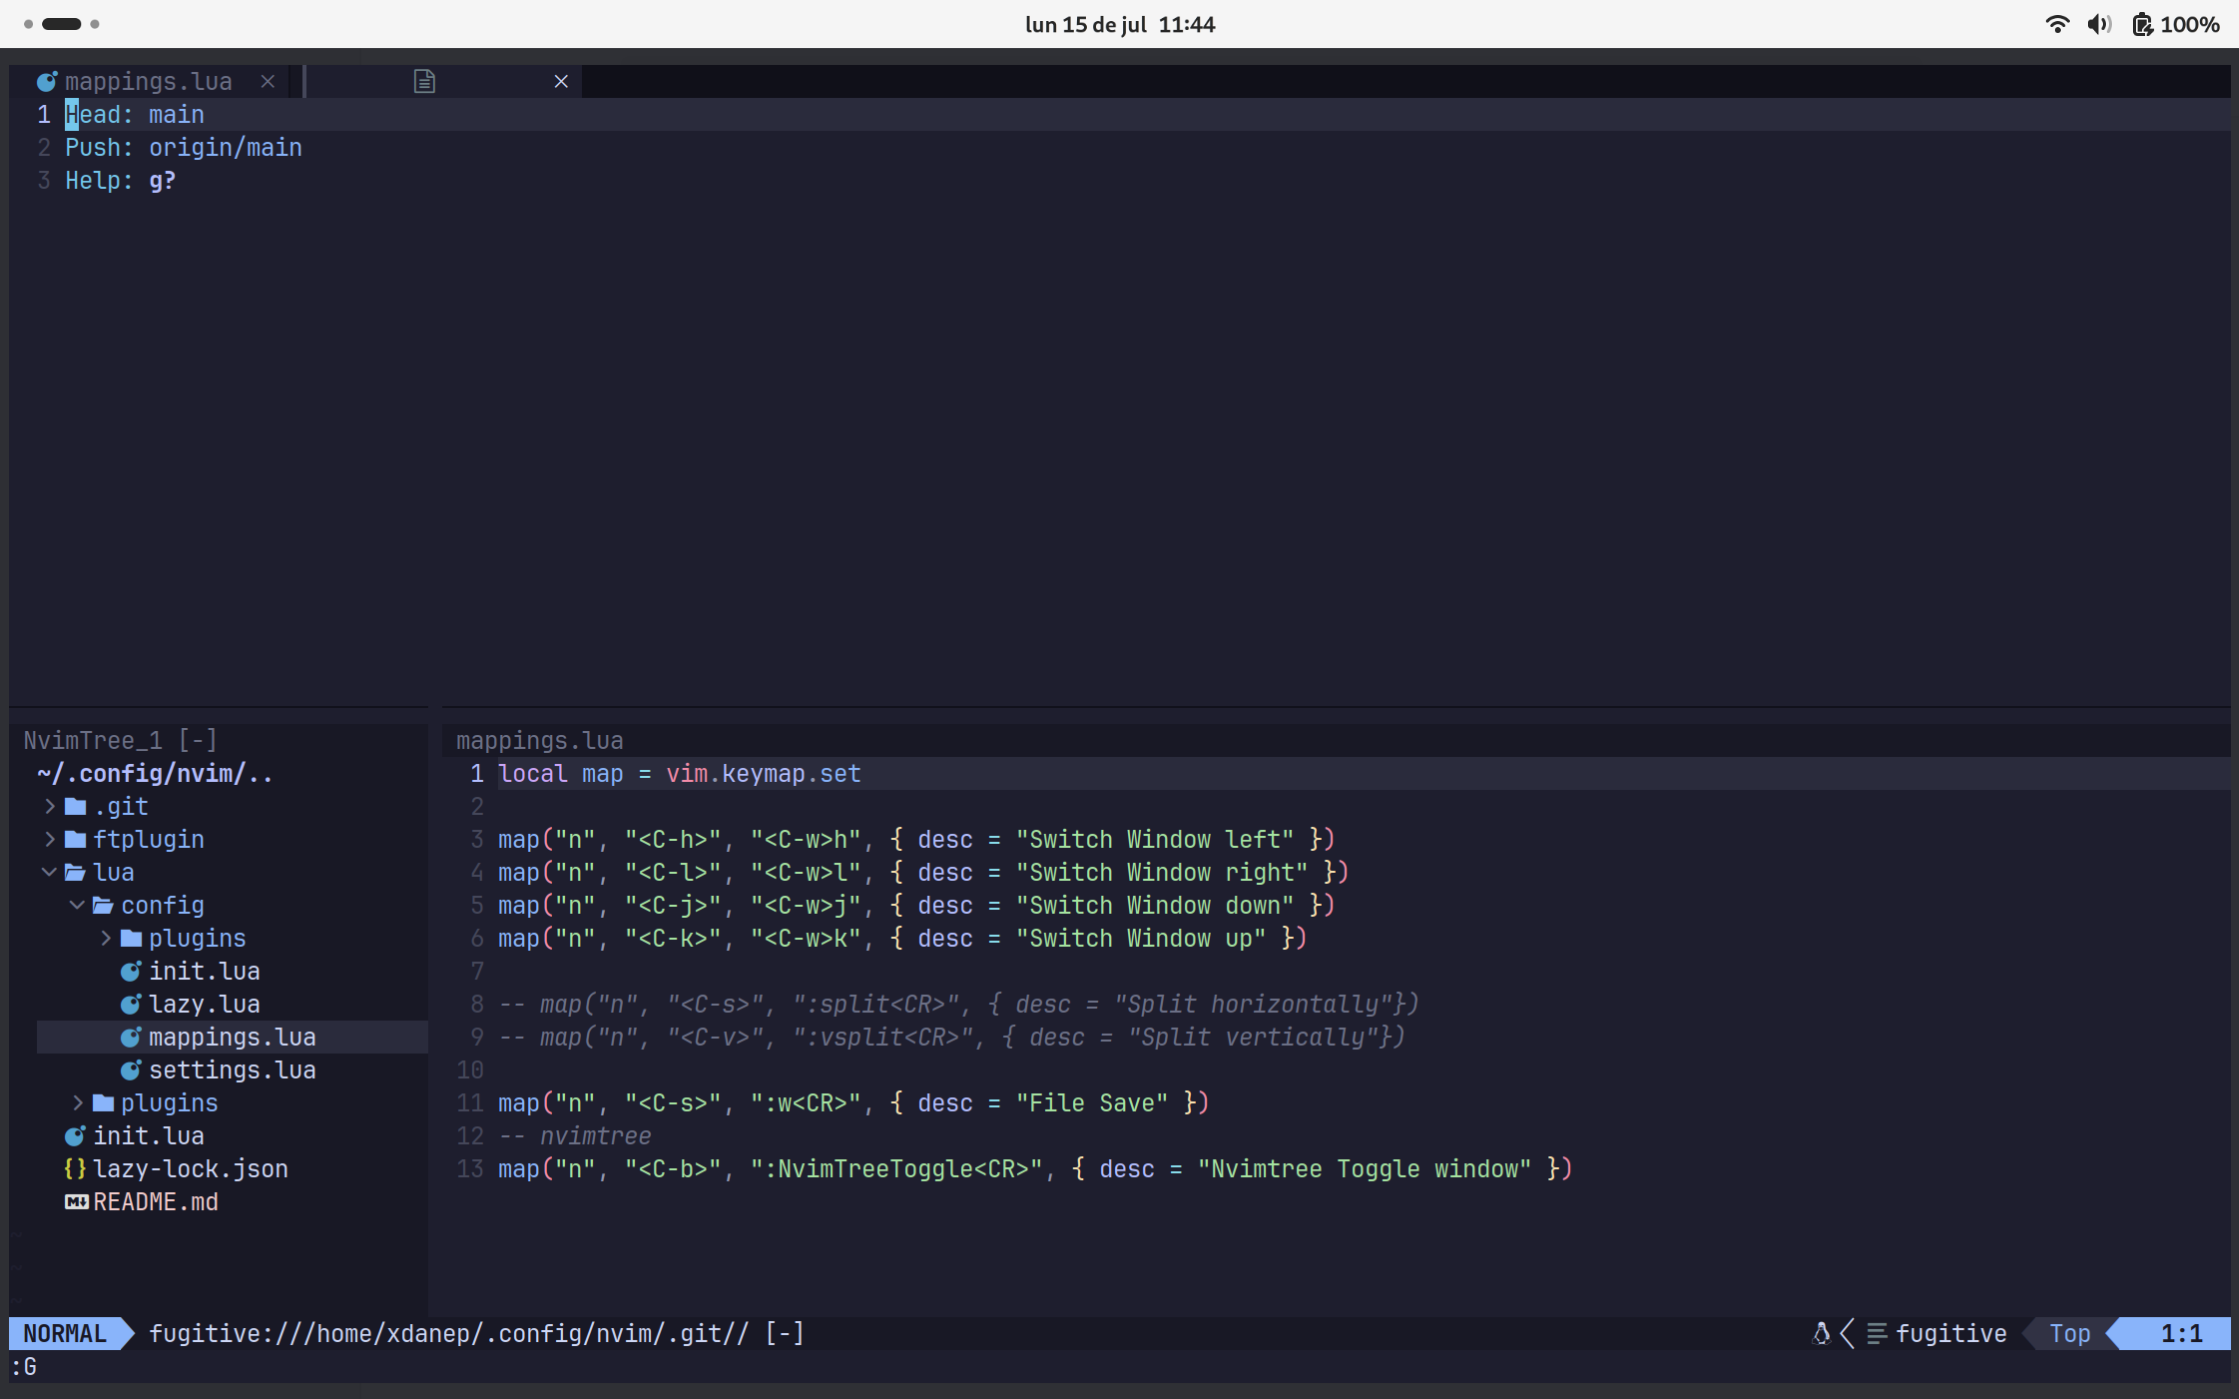 lun 15 de jul 11:44
100%
mappings.lua
1 Head: main
2 Push: origin/main
3 Help: g?
NvimTree_1 [-]
~/.config/nvim/..
.git
ftplugin
lua
config
plugins
init.lua
lazy.lua
mappings.lua
settings.lua
plugins
init.lua
{} lazy-lock.json
README.md
~
~
~
mappings.lua
1 local map = vim.keymap.set
2
3 map("n", "<C-h>", "<C-w>h", { desc = "Switch Window left" })
4 map("n", "<C-l>", "<C-w>l", { desc = "Switch Window right" })
5 map("n", "<C-j>", "<C-w>j", { desc = "Switch Window down" })
6 map("n", "<C-k>", "<C-w>k", { desc = "Switch Window up" })
7
8 -- map("n", "<C-s>", ":split<CR>", { desc = "Split horizontally"})
9 -- map("n", "<C-v>", ":vsplit<CR>", { desc = "Split vertically"})
10
11 map("n", "<C-s>", ":w<CR>", { desc = "File Save" })
12 -- nvimtree
13 map("n", "<C-b>", ":NvimTreeToggle<CR>", { desc = "Nvimtree Toggle window" })
NORMAL fugitive:///home/xdanep/.config/nvim/.git// [-]
fugitive Top 1:1
:G